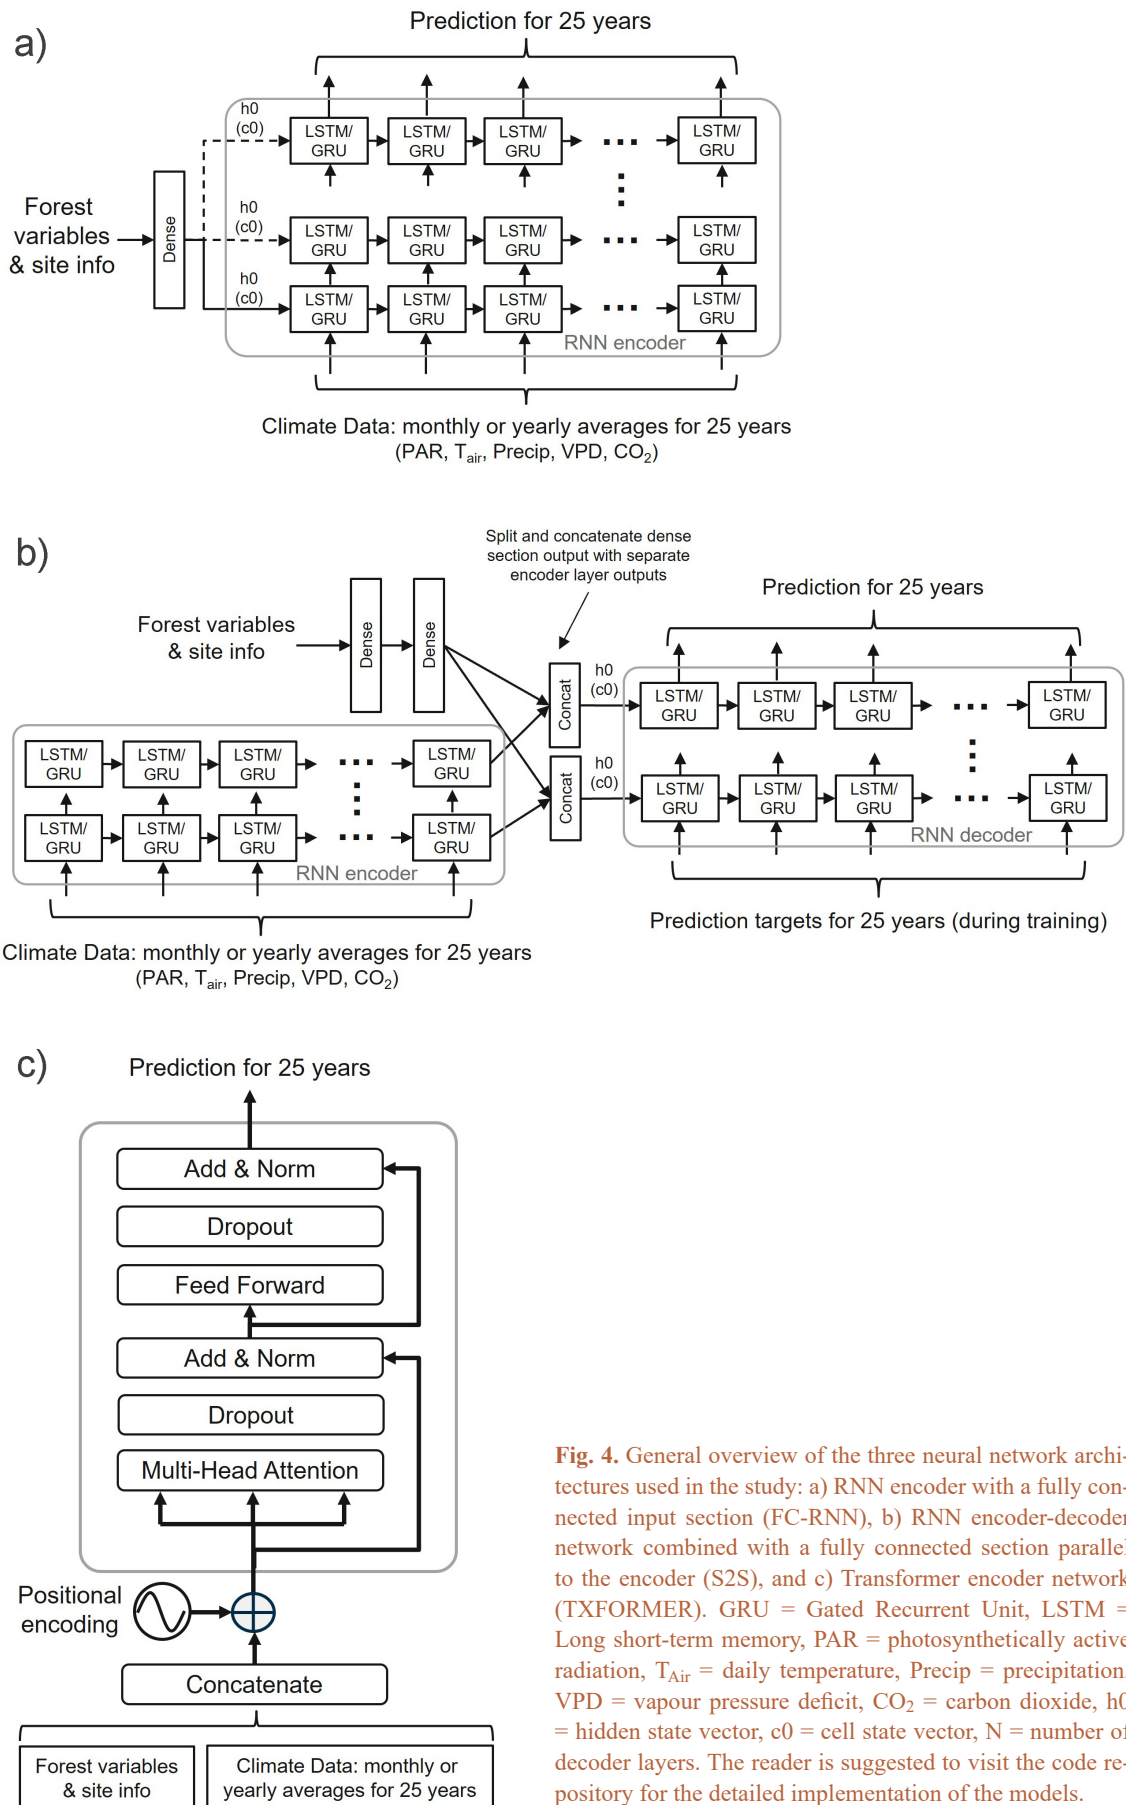 a)
Prediction for 25 years
h0
(c0)
LSTM/
GRU
LSTM/
GRU
LSTM/
GRU
...
LSTM/
GRU
Forest
variables
& site info
Dense
h0
(c0)
LSTM/
GRU
LSTM/
GRU
LSTM/
GRU
...
LSTM/
GRU
h0
(c0)
LSTM/
GRU
LSTM/
GRU
LSTM/
GRU
...
LSTM/
GRU
RNN encoder
Climate Data: monthly or yearly averages for 25 years
(PAR, Tair, Precip, VPD, CO2)
b)
Split and concatenate dense
section output with separate
encoder layer outputs
Forest variables
& site info
Dense
Dense
Concat
Concat
h0
(c0)
h0
(c0)
Prediction for 25 years
LSTM/
GRU
LSTM/
GRU
LSTM/
GRU
...
LSTM/
GRU
LSTM/
GRU
LSTM/
GRU
LSTM/
GRU
...
LSTM/
GRU
RNN encoder
LSTM/
GRU
LSTM/
GRU
LSTM/
GRU
...
LSTM/
GRU
LSTM/
GRU
LSTM/
GRU
LSTM/
GRU
...
LSTM/
GRU
RNN decoder
Prediction targets for 25 years (during training)
Climate Data: monthly or yearly averages for 25 years
(PAR, Tair, Precip, VPD, CO2)
c)
Prediction for 25 years
Add & Norm
Dropout
Feed Forward
Add & Norm
Dropout
Multi-Head Attention
Positional
encoding
Concatenate
Forest variables
& site info
Climate Data: monthly or
yearly averages for 25 years
Fig. 4. General overview of the three neural network archi-
tectures used in the study: a) RNN encoder with a fully con-
nected input section (FC-RNN), b) RNN encoder-decoder
network combined with a fully connected section parallel
to the encoder (S2S), and c) Transformer encoder network
(TXFORMER). GRU = Gated Recurrent Unit, LSTM =
Long short-term memory, PAR = photosynthetically active
radiation, TAir = daily temperature, Precip = precipitation,
VPD = vapour pressure deficit, CO2 = carbon dioxide, h0
= hidden state vector, c0 = cell state vector, N = number of
decoder layers. The reader is suggested to visit the code re-
pository for the detailed implementation of the models.